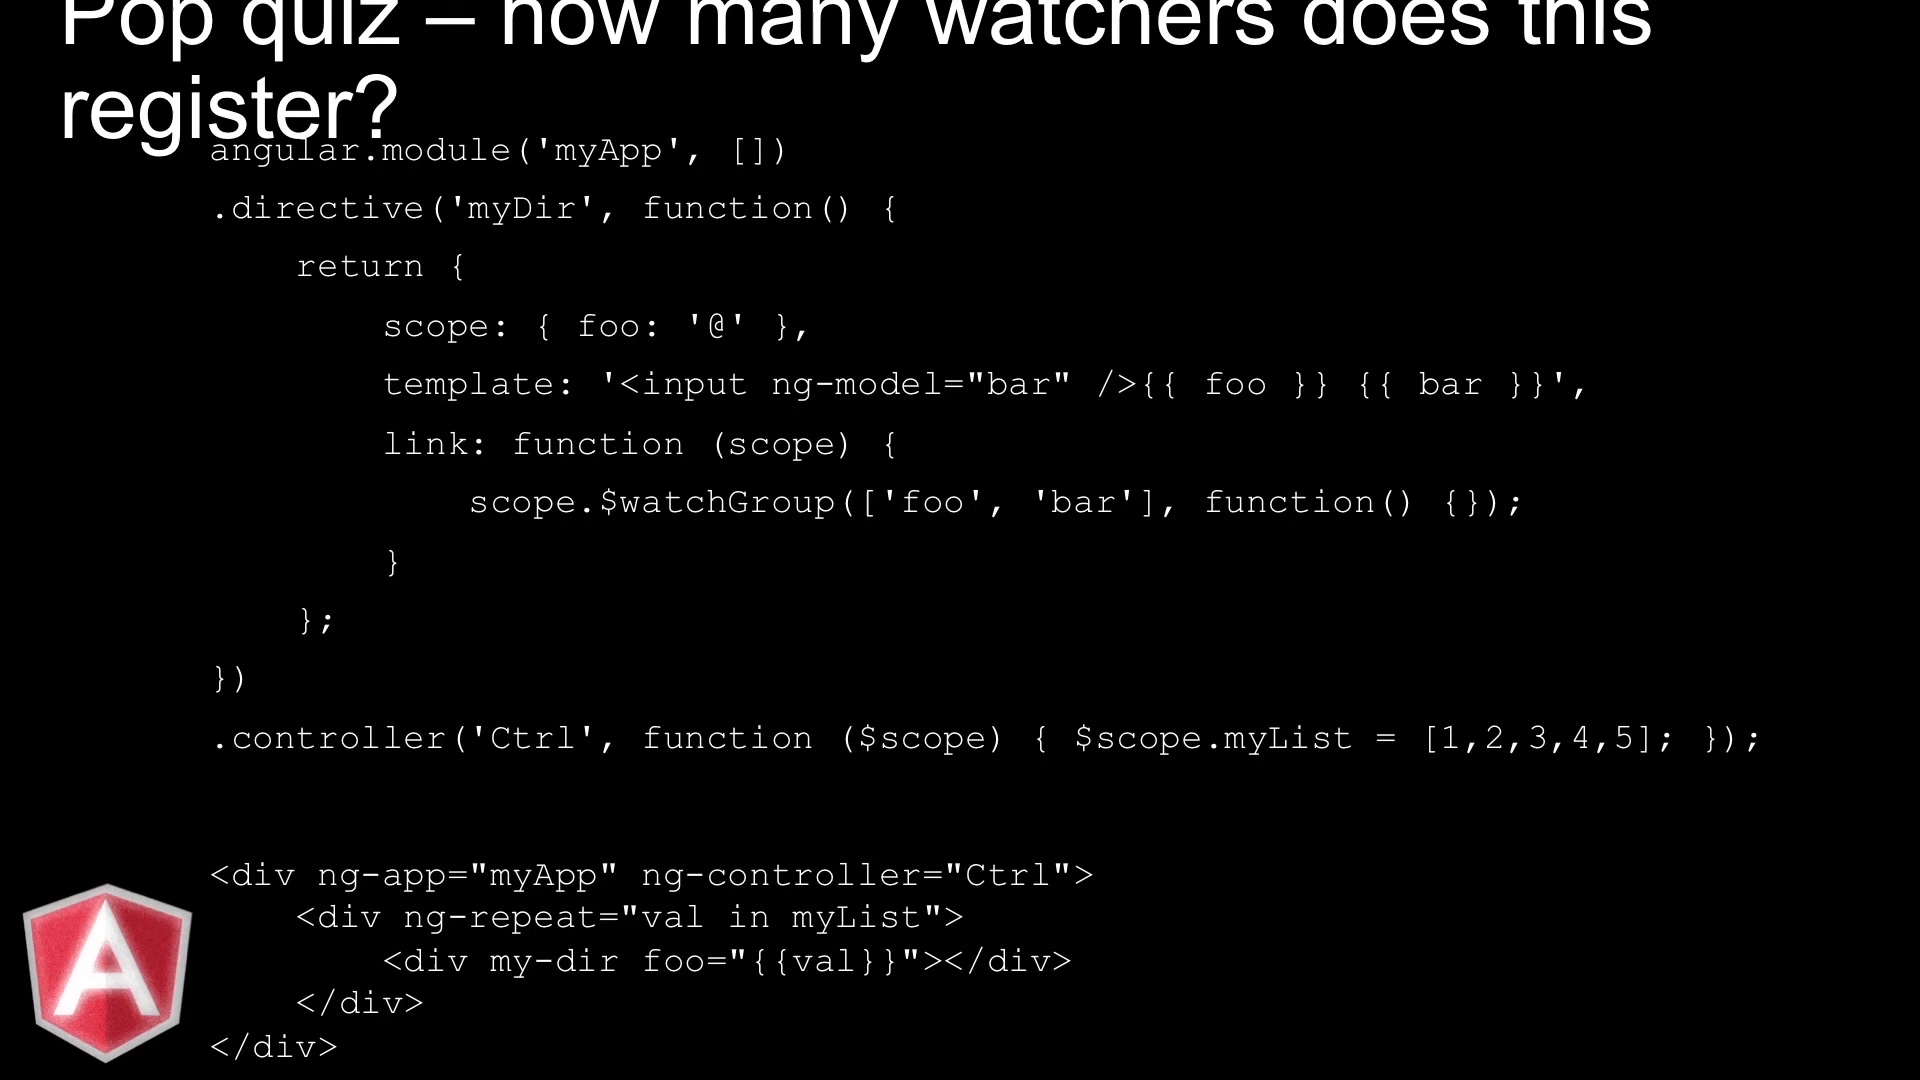 Pop quiz – how many watchers does this
register?
angular.module('myApp', [])
.directive('myDir', function() {
    return {
        scope: { foo: '@' },
        template: '<input ng-model="bar" />{{ foo }} {{ bar }}',
        link: function (scope) {
            scope.$watchGroup(['foo', 'bar'], function() {});
        }
    };
})
.controller('Ctrl', function ($scope) { $scope.myList = [1,2,3,4,5]; });
<div ng-app="myApp" ng-controller="Ctrl">
    <div ng-repeat="val in myList">
        <div my-dir foo="{{val}}"></div>
    </div>
</div>